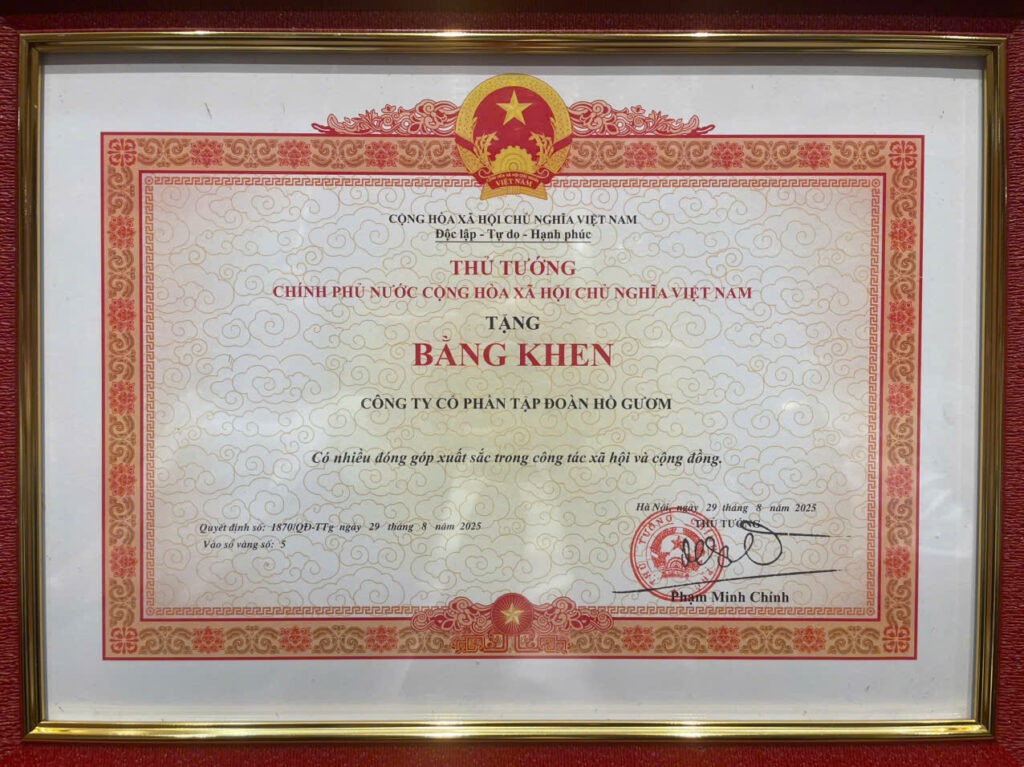 VIỆT NAM
CỘNG HÒA XÃ HỘI CHỦ NGHĨA VIỆT NAM
Độc lập - Tự do - Hạnh phúc
THỦ TƯỚNG
CHÍNH PHỦ NƯỚC CỘNG HÒA XÃ HỘI CHỦ NGHĨA VIỆT NAM
TẶNG
BẰNG KHEN
CÔNG TY CỔ PHẦN TẬP ĐOÀN HỒ GƯƠM
Có nhiều đóng góp xuất sắc trong công tác xã hội và cộng đồng.
Hà Nội, ngày 29 tháng 8 năm 2025
Quyết định số: 1870/QĐ-TTg ngày 29 tháng 8 năm 2025
THỦ TƯỚNG
Vào sổ vàng số: 5
THỦ TƯỚNG
Phạm Minh Chính